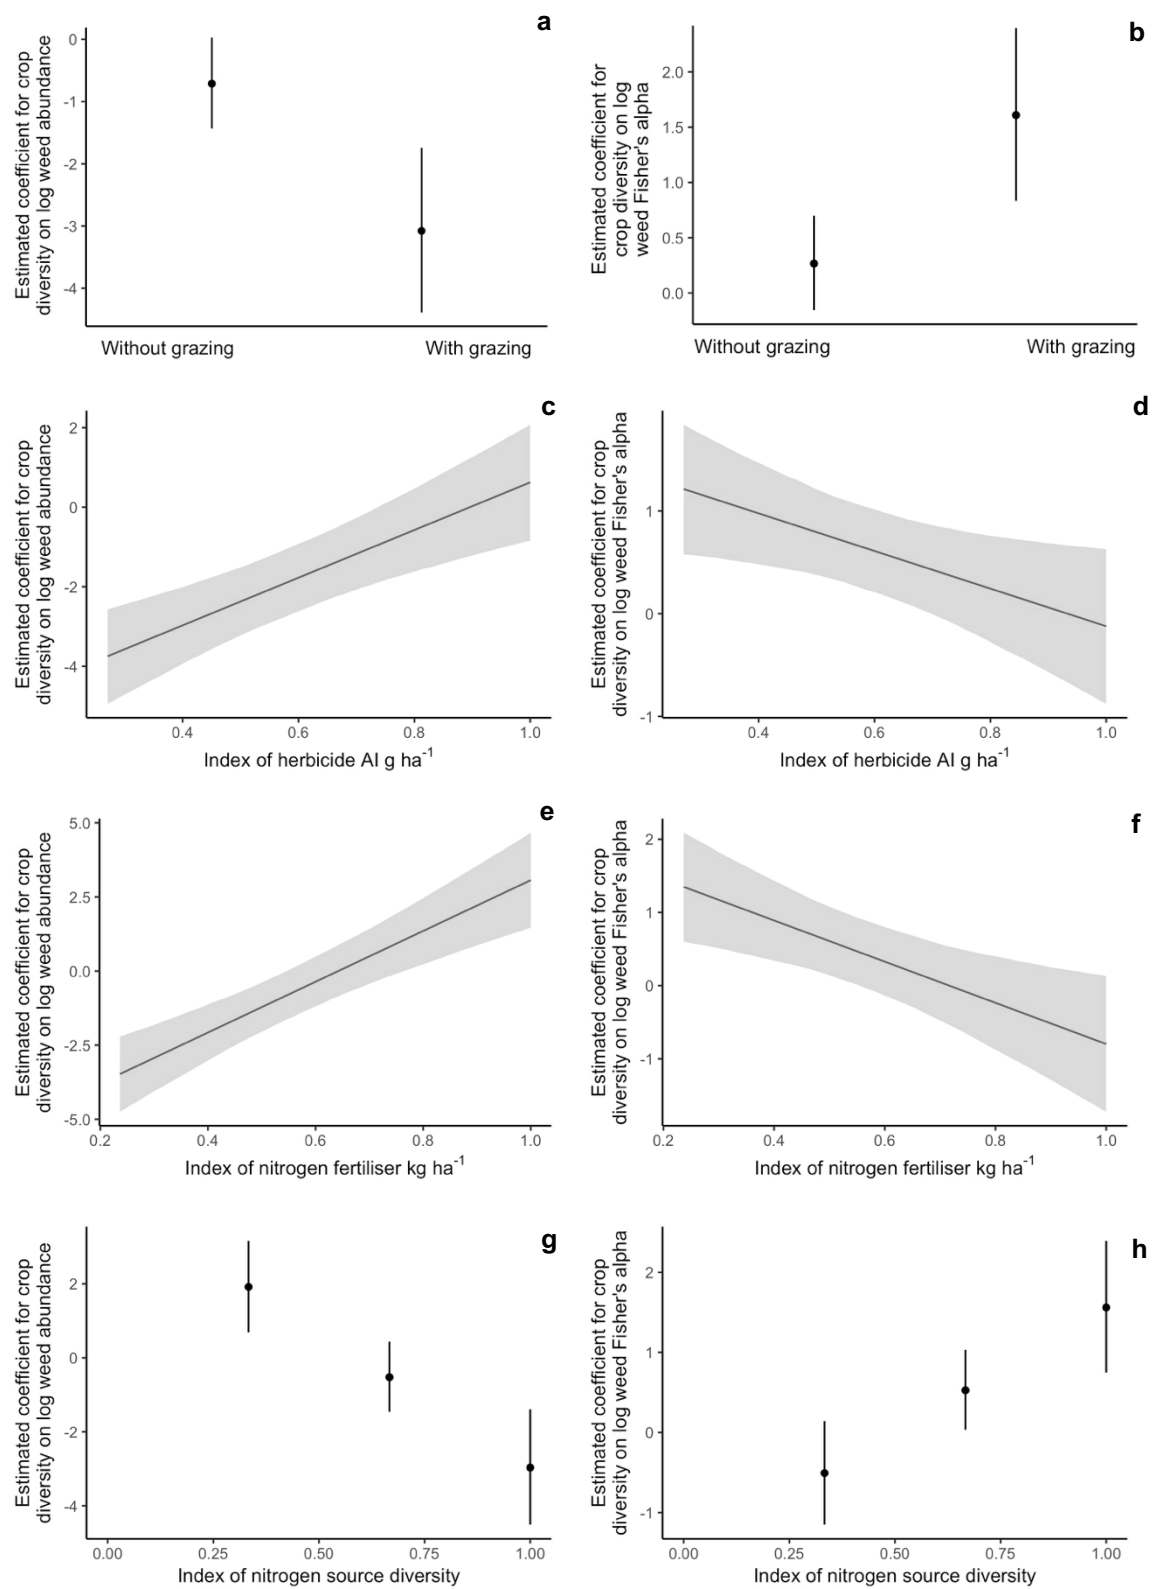 a
Estimated coefficient for crop
diversity on log weed abundance
0
-1
-2
-3
-4
Without grazing
With grazing
b
Estimated coefficient for
crop diversity on log
weed Fisher's alpha
2.0
1.5
1.0
0.5
0.0
Without grazing
With grazing
c
Estimated coefficient for crop
diversity on log weed abundance
2
0
-2
-4
0.4 0.6 0.8 1.0
Index of herbicide AI g ha⁻¹
d
Estimated coefficient for crop
diversity on log weed Fisher's alpha
1
0
-1
0.4 0.6 0.8 1.0
Index of herbicide AI g ha⁻¹
e
Estimated coefficient for crop
diversity on log weed abundance
5.0
2.5
0.0
-2.5
-5.0
0.2 0.4 0.6 0.8 1.0
Index of nitrogen fertiliser kg ha⁻¹
f
Estimated coefficient for crop
diversity on log weed Fisher's alpha
2
1
0
-1
0.2 0.4 0.6 0.8 1.0
Index of nitrogen fertiliser kg ha⁻¹
g
Estimated coefficient for crop
diversity on log weed abundance
2
0
-2
-4
0.00 0.25 0.50 0.75 1.00
Index of nitrogen source diversity
h
Estimated coefficient for crop
diversity on log weed Fisher's alpha
2
1
0
-1
0.00 0.25 0.50 0.75 1.00
Index of nitrogen source diversity